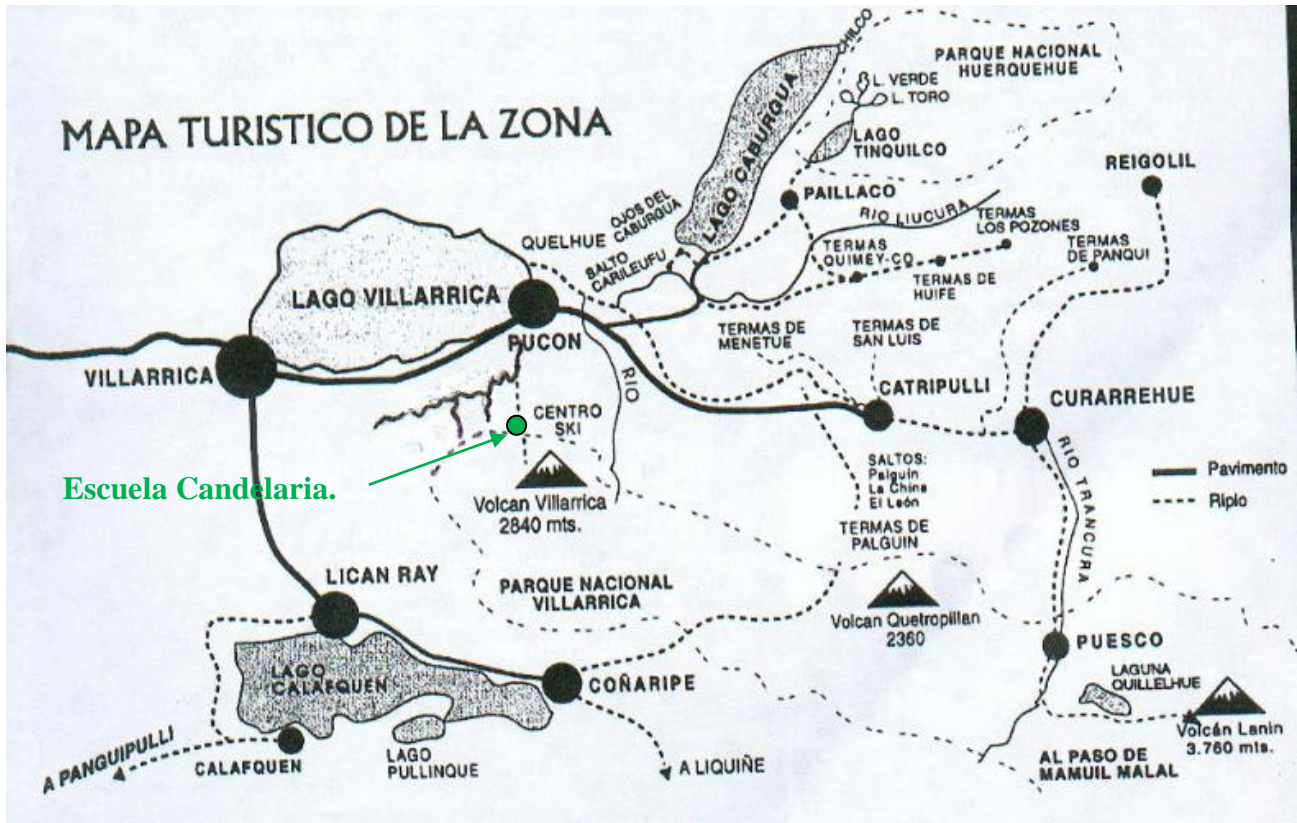 MAPA TURISTICO DE LA ZONA
CHILCO
PARQUE NACIONAL
HUERQUEHUE
L. VERDE
L. TORO
LAGO
TINQUILCO
LAGO CABURGUA
REIGOLIL
PAILLACO
RIO LIUCURA
OJOS DEL
CABURGUA
QUELHUE
SALTO
CARILEUFU
TERMAS
LOS POZONES
TERMAS
QUIMEY-CO
TERMAS DE
HUIFE
TERMAS
DE PANQUI
LAGO VILLARRICA
PUCON
VILLARRICA
RIO
TERMAS DE
MENETUE
TERMAS DE
SAN LUIS
CATRIPULLI
CURARREHUE
CENTRO
SKI
Escuela Candelaria.
Volcan Villarrica
2840 mts.
SALTOS:
Palguin
La China
El León
TERMAS DE
PALGUIN
RIO TRANCURA
Pavimento
Ripio
LICAN RAY
PARQUE NACIONAL
VILLARRICA
Volcan Quetropillan
2360
PUESCO
LAGUNA
QUILLELHUE
Volcán Lanin
3.760 mts.
LAGO
CALAFQUEN
COÑARIPE
A PANGUIPULLI
CALAFQUEN
LAGO
PULLINQUE
A LIQUIÑE
AL PASO DE
MAMUIL MALAL